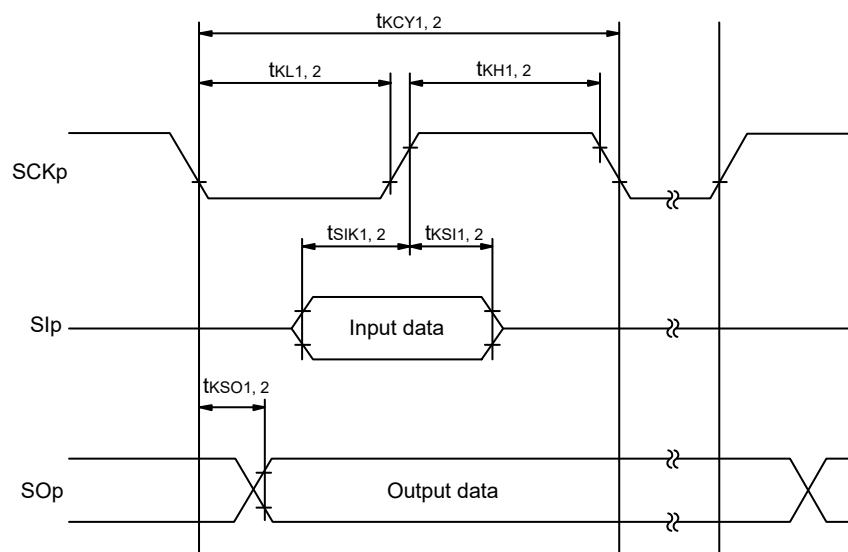 tKCY1, 2
tKL1, 2
tKH1, 2
SCKp
tSIK1, 2
tKSI1, 2
SIp
Input data
tKSO1, 2
SOp
Output data